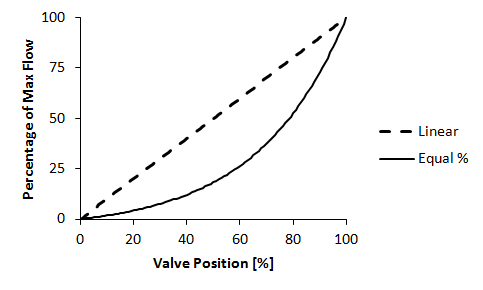 Percentage of Max Flow
100
75
50
25
0
0 20 40 60 80 100
Valve Position [%]
Linear
Equal %